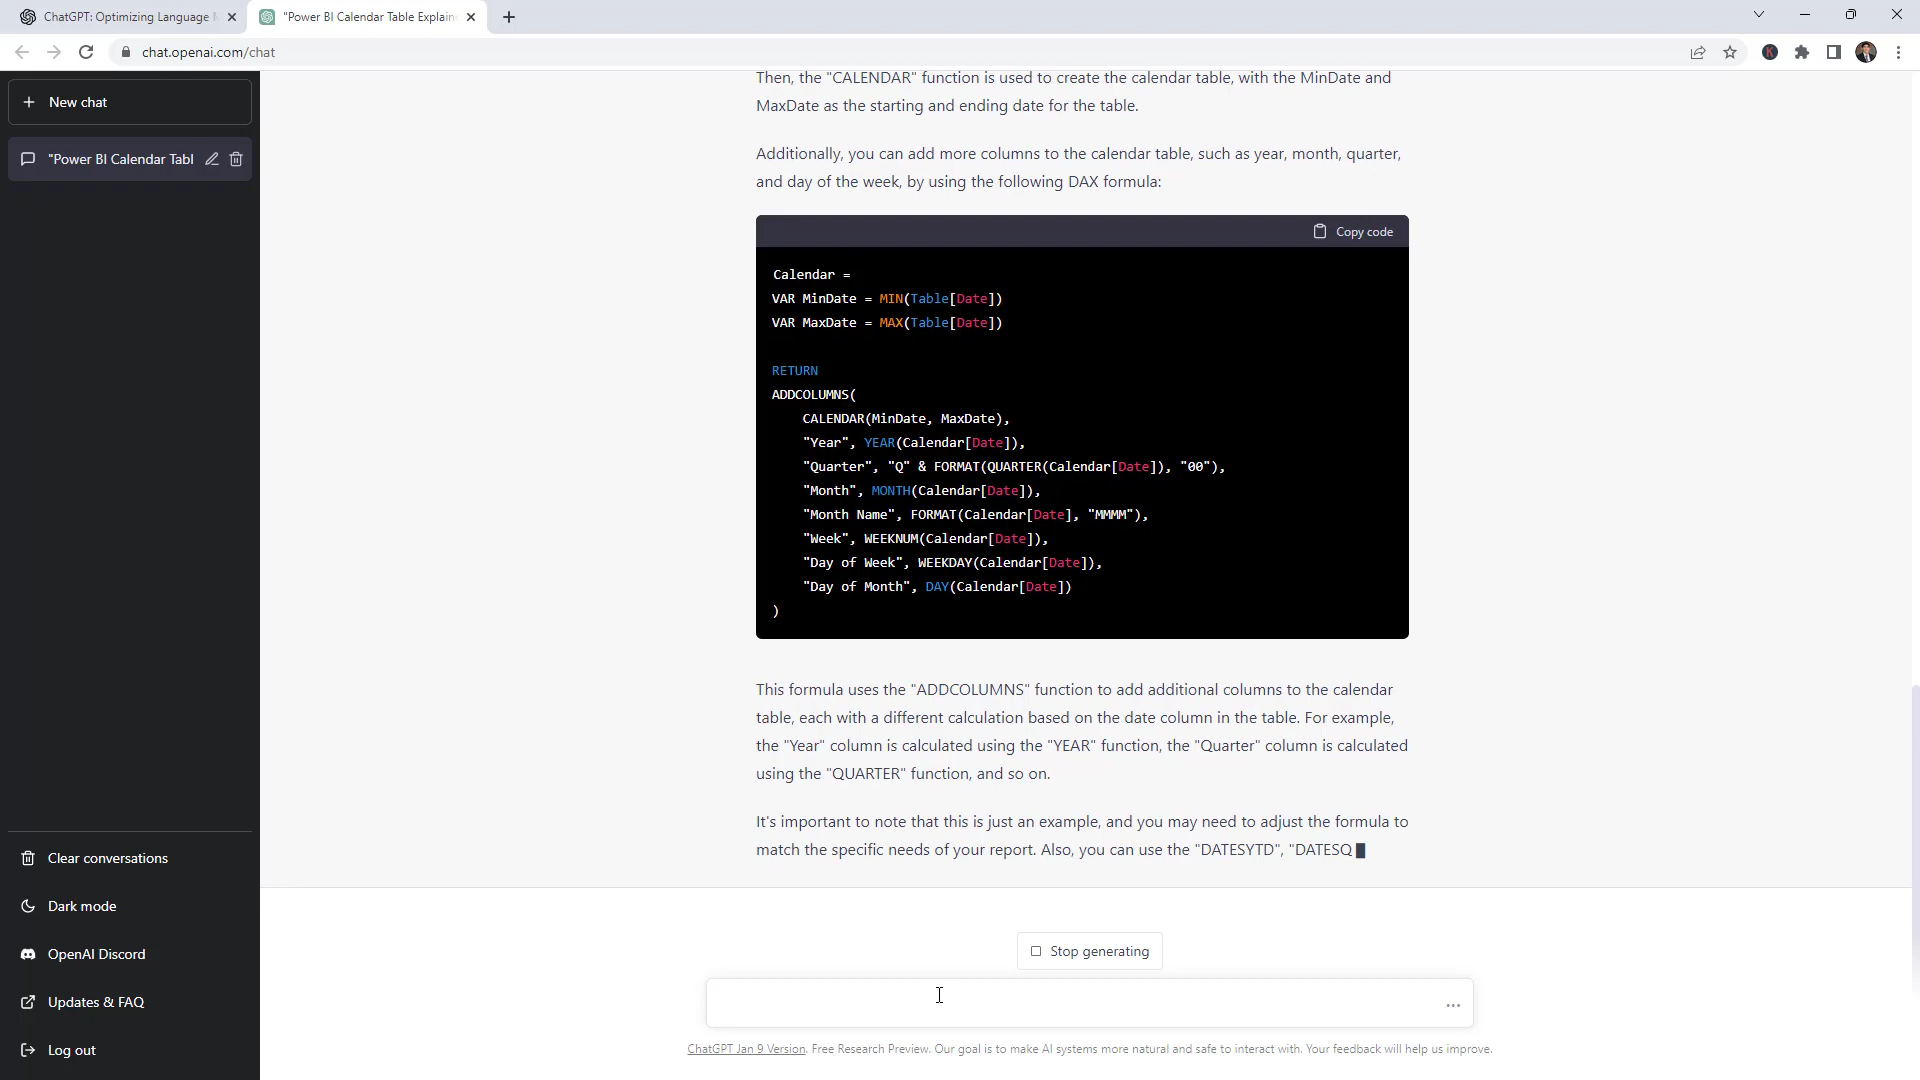 ChatGPT: Optimizing Language
"Power BI Calendar Table Explain
chat.openai.com/chat
K
New chat
"Power BI Calendar Tabl
Then, the "CALENDAR" function is used to create the calendar table, with the MinDate and
MaxDate as the starting and ending date for the table.
Additionally, you can add more columns to the calendar table, such as year, month, quarter,
and day of the week, by using the following DAX formula:
Copy code
Calendar =
VAR MinDate = MIN(Table[Date])
VAR MaxDate = MAX(Table[Date])
RETURN
ADDCOLUMNS(
CALENDAR(MinDate, MaxDate),
"Year", YEAR(Calendar[Date]),
"Quarter", "Q" & FORMAT(QUARTER(Calendar[Date]), "00"),
"Month", MONTH(Calendar[Date]),
"Month Name", FORMAT(Calendar[Date], "MMMM"),
"Week", WEEKNUM(Calendar[Date]),
"Day of Week", WEEKDAY(Calendar[Date]),
"Day of Month", DAY(Calendar[Date])
)
This formula uses the "ADDCOLUMNS" function to add additional columns to the calendar
table, each with a different calculation based on the date column in the table. For example,
the "Year" column is calculated using the "YEAR" function, the "Quarter" column is calculated
using the "QUARTER" function, and so on.
It's important to note that this is just an example, and you may need to adjust the formula to
match the specific needs of your report. Also, you can use the "DATESYTD", "DATESQ
Clear conversations
Dark mode
OpenAI Discord
Updates & FAQ
Log out
Stop generating
ChatGPT Jan 9 Version. Free Research Preview. Our goal is to make AI systems more natural and safe to interact with. Your feedback will help us improve.